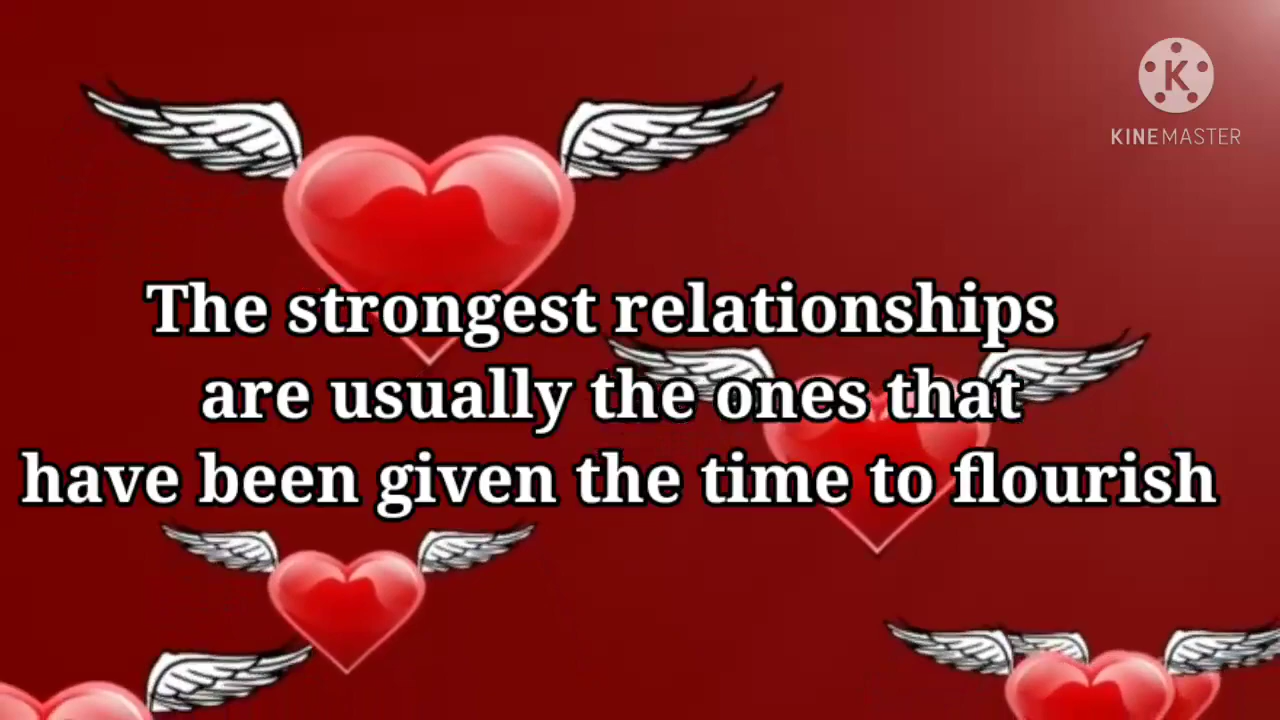 K
KINEMASTER
The strongest relationships
are usually the ones that
have been given the time to flourish